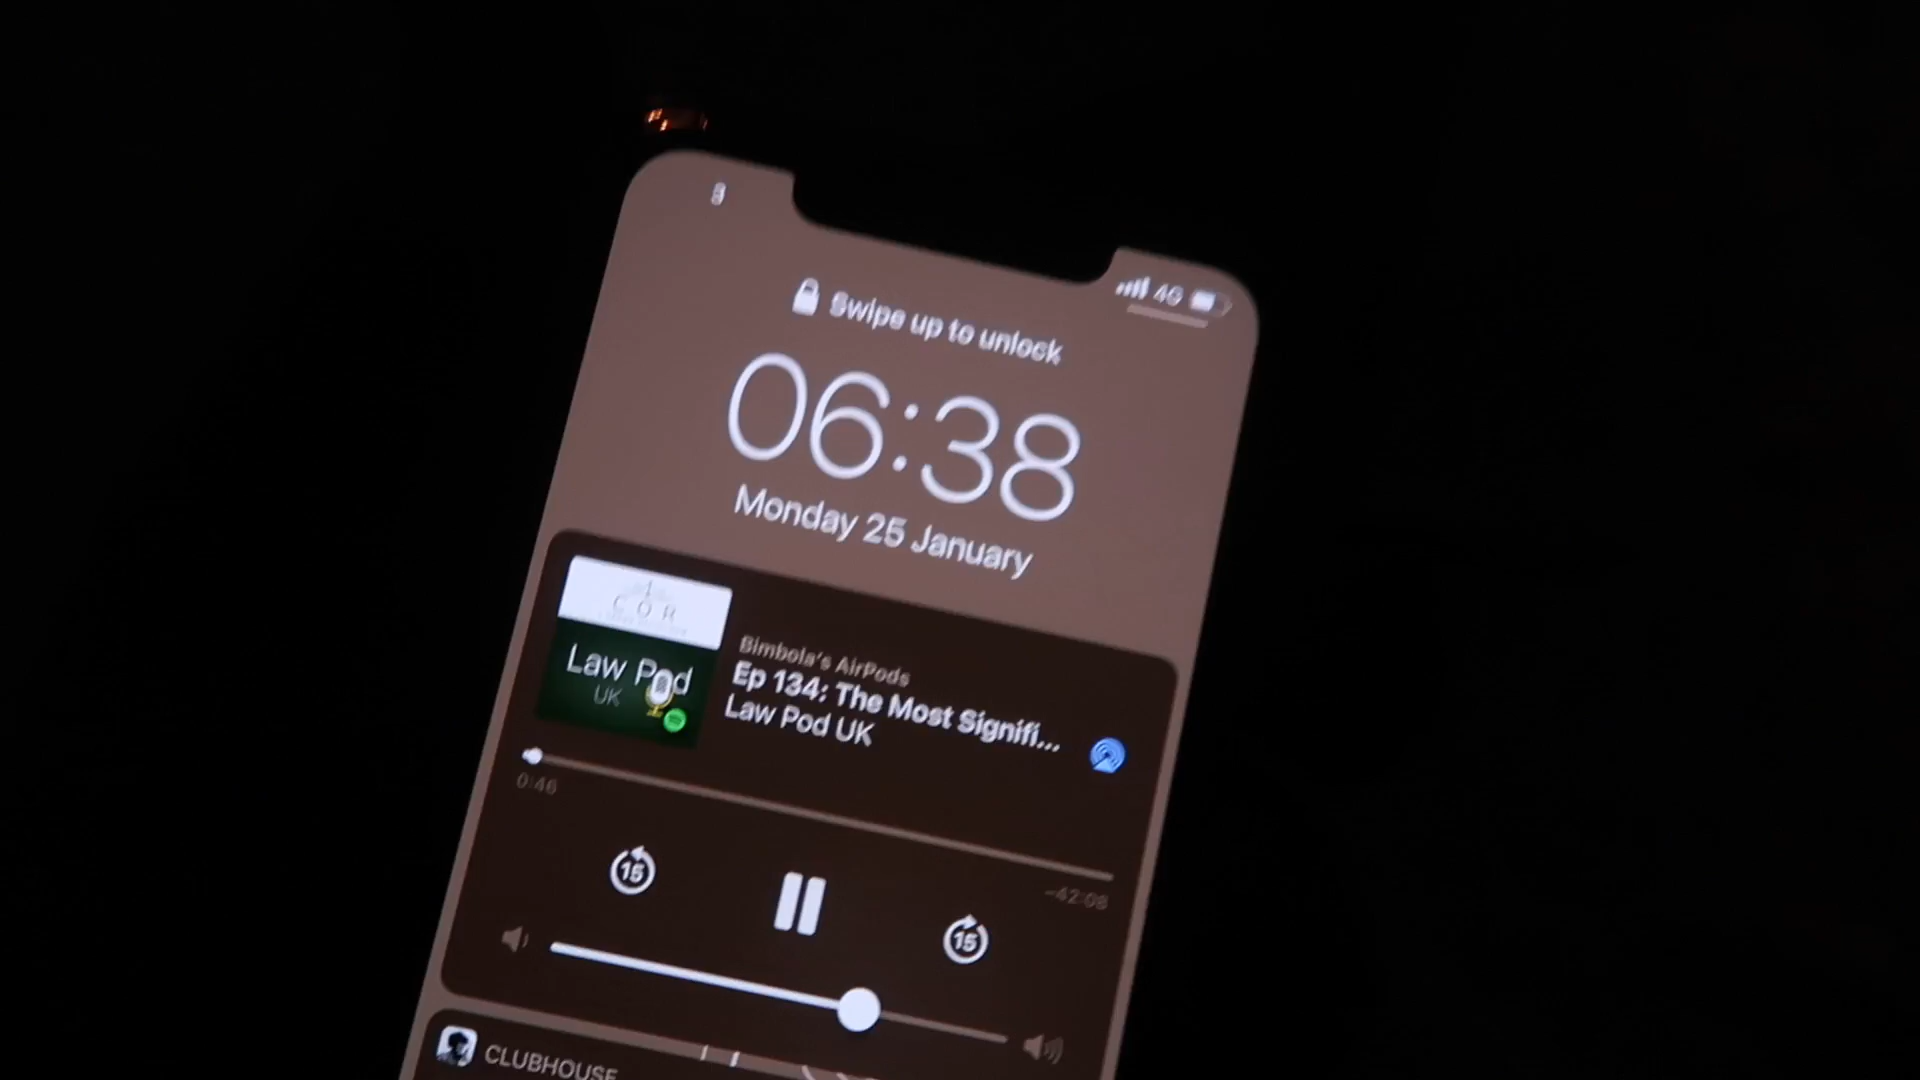 4G
Swipe up to unlock
06:38
Monday 25 January
COR
Law Pod
UK
Bimbola's AirPods
Ep 134: The Most Signifi...
Law Pod UK
0:46
-42:08
15
15
CLUBHOUSE